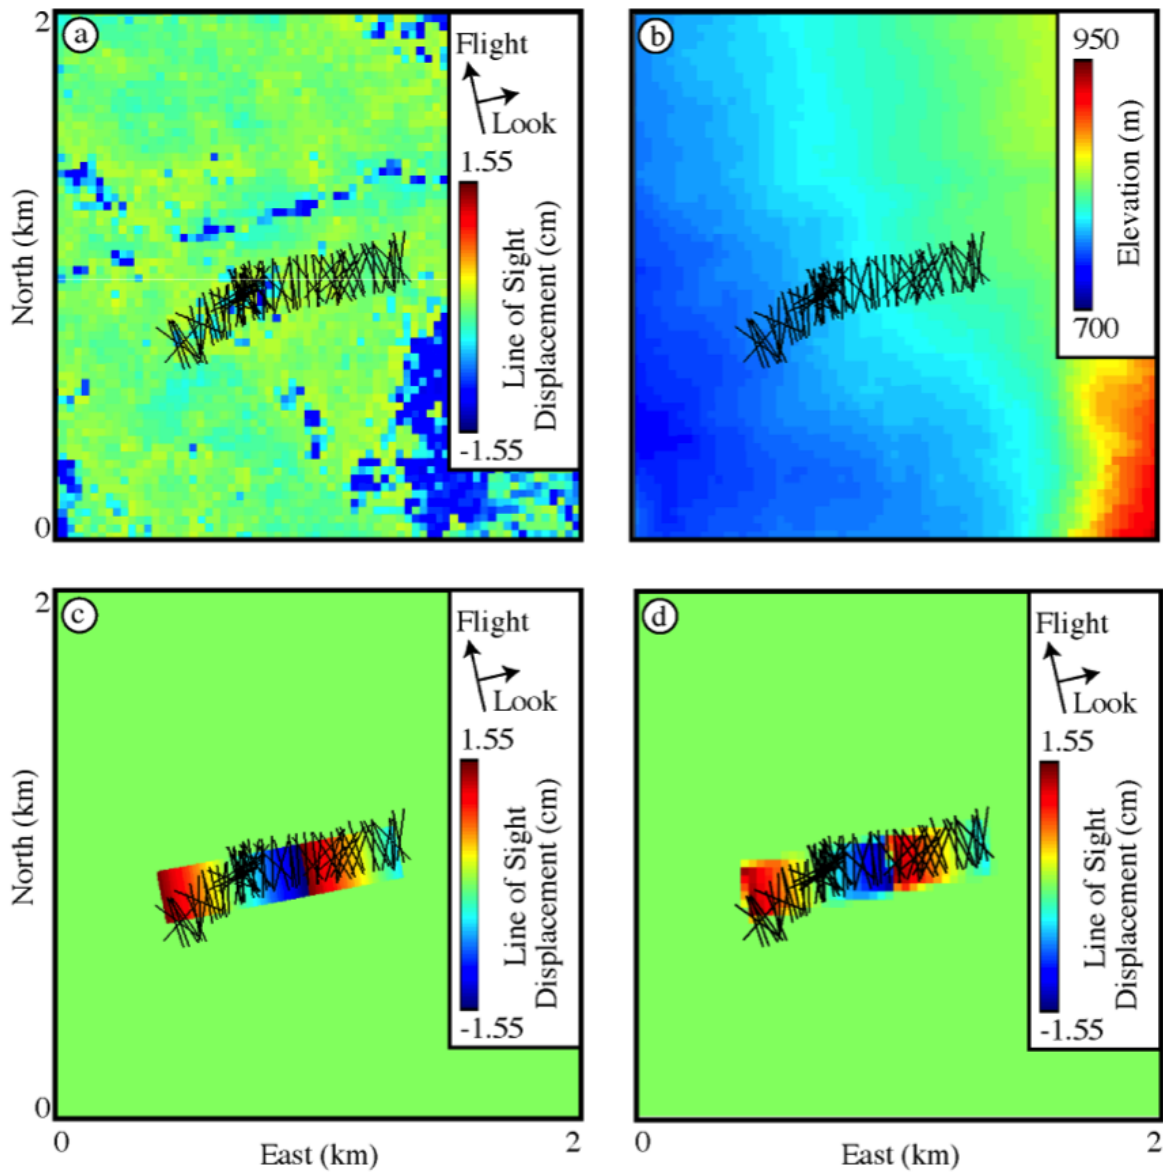 2
a
Flight
Look
1.55
Line of Sight
Displacement (cm)
-1.55
North (km)
0
b
950
Elevation (m)
700
2
c
Flight
Look
1.55
Line of Sight
Displacement (cm)
-1.55
North (km)
0
0
East (km)
2
d
Flight
Look
1.55
Line of Sight
Displacement (cm)
-1.55
0
East (km)
2